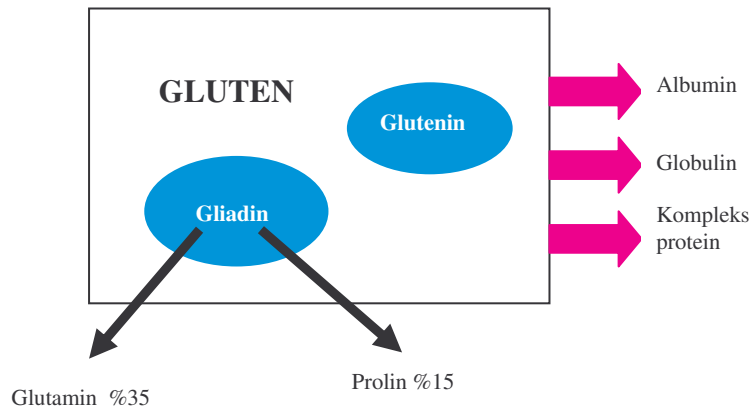 GLUTEN
Glutenin
Gliadin
Albumin
Globulin
Kompleks
protein
Glutamin %35
Prolin %15